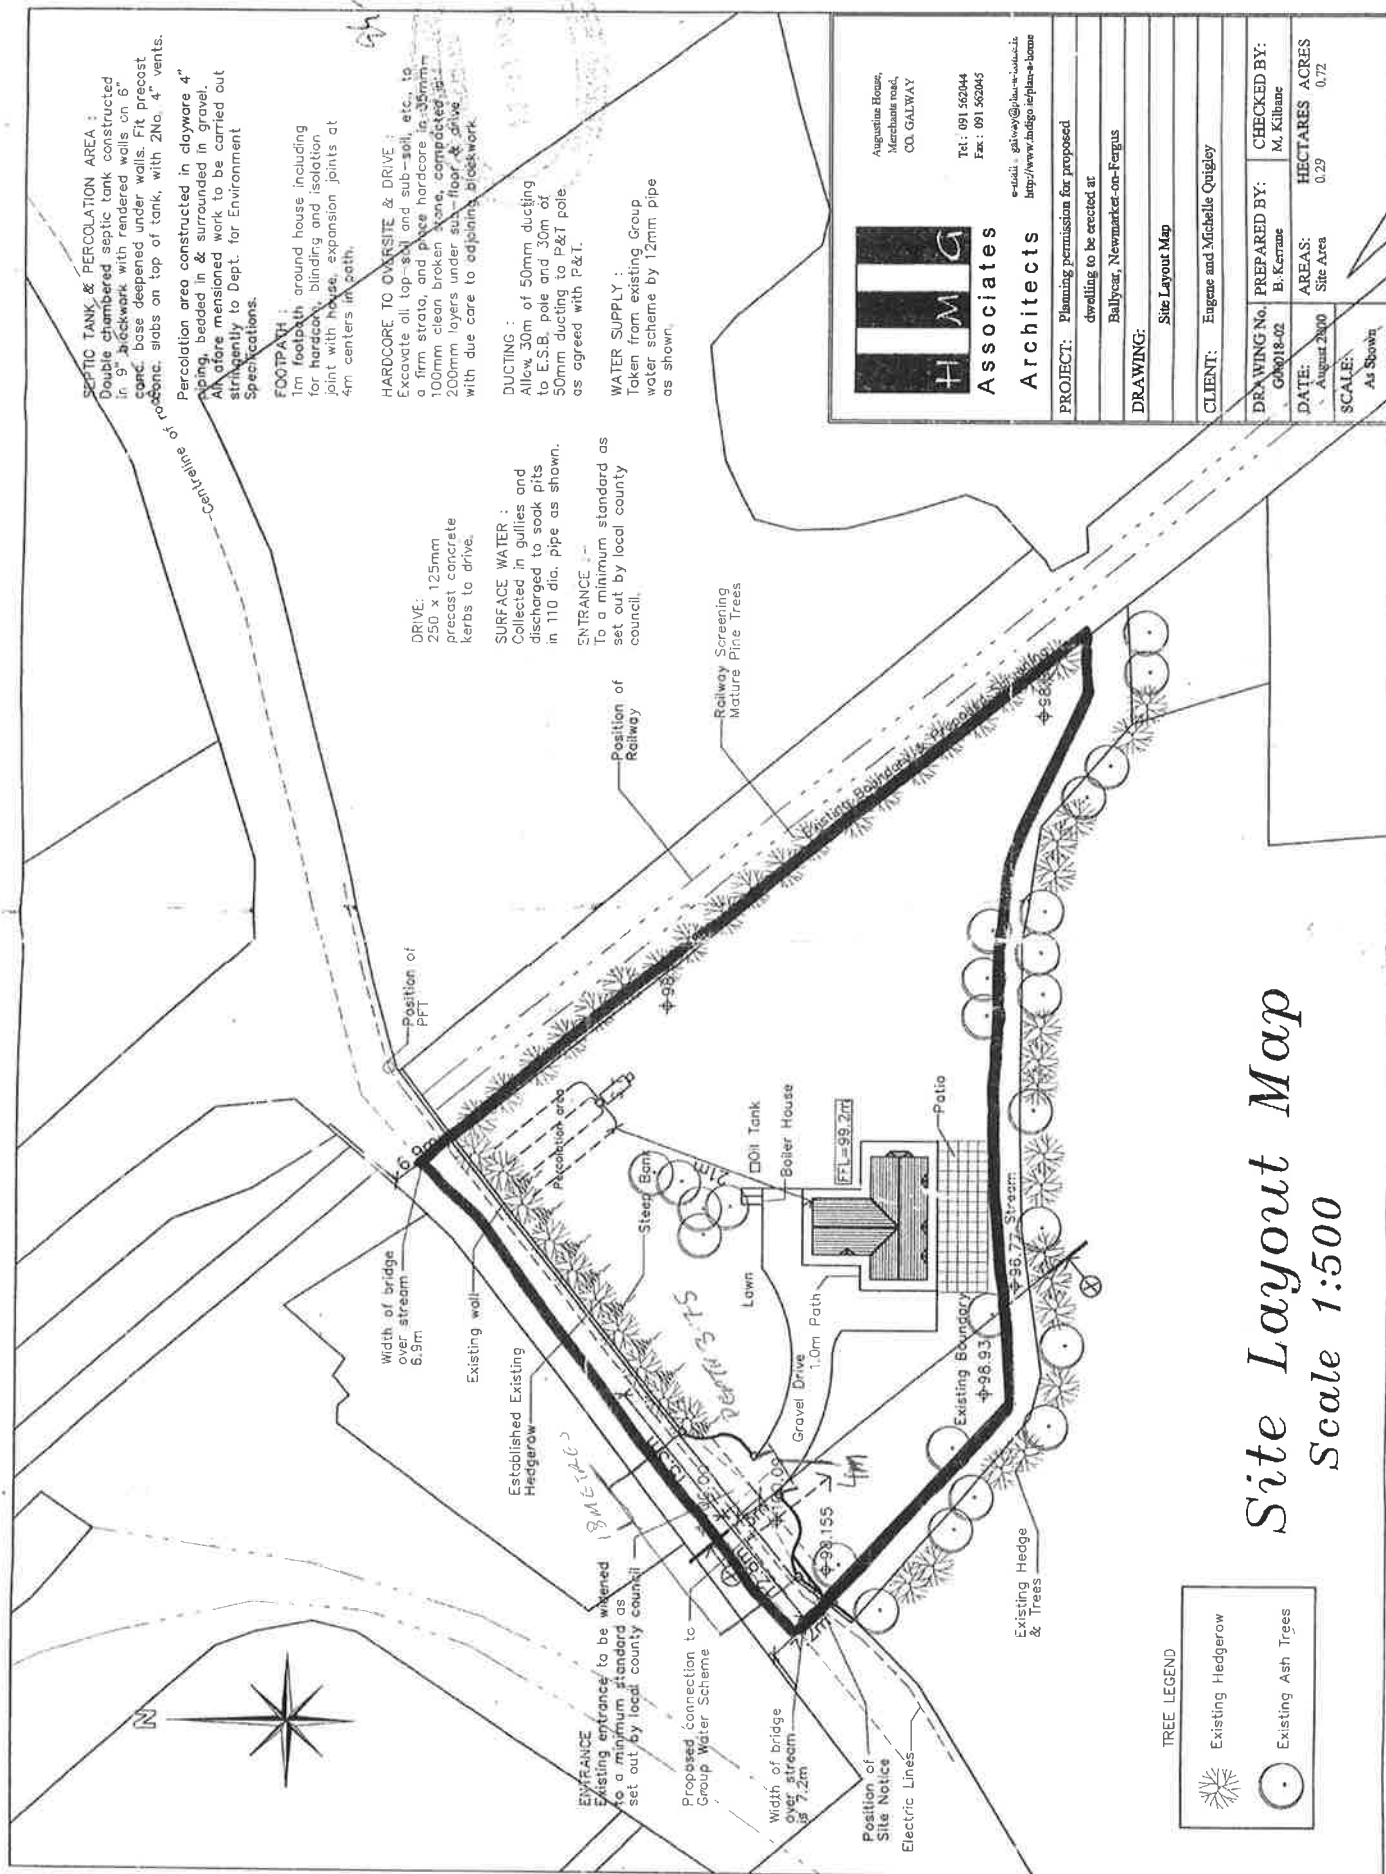 SEPTIC TANK & PERCOLATION AREA :
Double chambered septic tank constructed
in 9" blockwork with rendered walls on 6"
conc. base deepened under walls. Fit precast
conc. slabs on top of tank, with 2No. 4" vents.
Percolation area constructed in clayware 4"
piping, bedded in & surrounded in gravel.
All afore mensioned work to be carried out
stringently to Dept. for Environment
Specifications.
FOOTPATH :
1m footpath around house including
for hardcore, blinding and isolation
joint with house, expansion joints at
4m centers in path.
HARDCORE TO OVERSITE & DRIVE :
Excavate all top-soil and sub-soil, etc., to
a firm strata, and place hardcore in 35mm
100mm clean broken stone, compacted in
200mm layers under sub-floor & drive
with due care to adjoining blockwork
DUCTING :
Allow 30m of 50mm ducting
to E.S.B. pole and 30m of
50mm ducting to P&T pole
as agreed with P&T.
WATER SUPPLY :
Taken from existing Group
water scheme by 12mm pipe
as shown.
DRIVE:
250 x 125mm
precast concrete
kerbs to drive.
SURFACE WATER :
Collected in gullies and
discharged to soak pits
in 110 dia. pipe as shown.
ENTRANCE :-
To a minimum standard as
set out by local county
council.
Centreline of road
Position of
PFT
Position of
Railway
Railway Screening
Mature Pine Trees
Existing Boundary
98
98
6.9m
Width of bridge
over stream
6.9m
Existing wall
Established Existing
Hedgerow
18 METRES
ENTRANCE
Existing entrance to be widened
to a minimum standard as
set out by local county council
Proposed connection to
Group Water Scheme
Width of bridge
over stream
is 7.2m
Position of
Site Notice
Electric Lines
7.2m
Percolation area
Steep Bank
21m
Oil Tank
Boiler House
FFL=99.2m
Patio
Lawn
Gravel Drive
1.0m Path
DEPTH 3.75
4m
98.155
Existing Boundary
98.93
96.77 Stream
X
X
Existing Hedge
& Trees
N
TREE LEGEND
Existing Hedgerow
Existing Ash Trees
Site Layout Map
Scale 1:500
H M G
Associates
Architects
Augustine House,
Merchants road,
CO. GALWAY
Tel : 091 562044
Fax : 091 562045
http://www.indigo.ie/plan-a-home
PROJECT: Planning permission for proposed
dwelling to be erected at
Ballycar, Newmarket-on-Fergus
DRAWING:
Site Layout Map
CLIENT: Eugene and Michelle Quigley
DRAWING No. G00018-02
PREPARED BY: B. Kerrane
CHECKED BY: M. Kilbane
DATE: August 2000
AREAS: HECTARES ACRES
Site Area 0.29 0.72
SCALE: As Shown